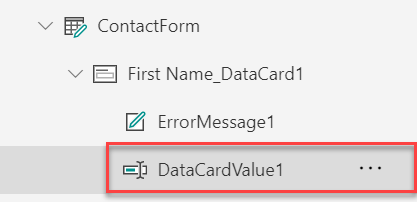 ContactForm
First Name_DataCard1
ErrorMessage1
DataCardValue1 ...